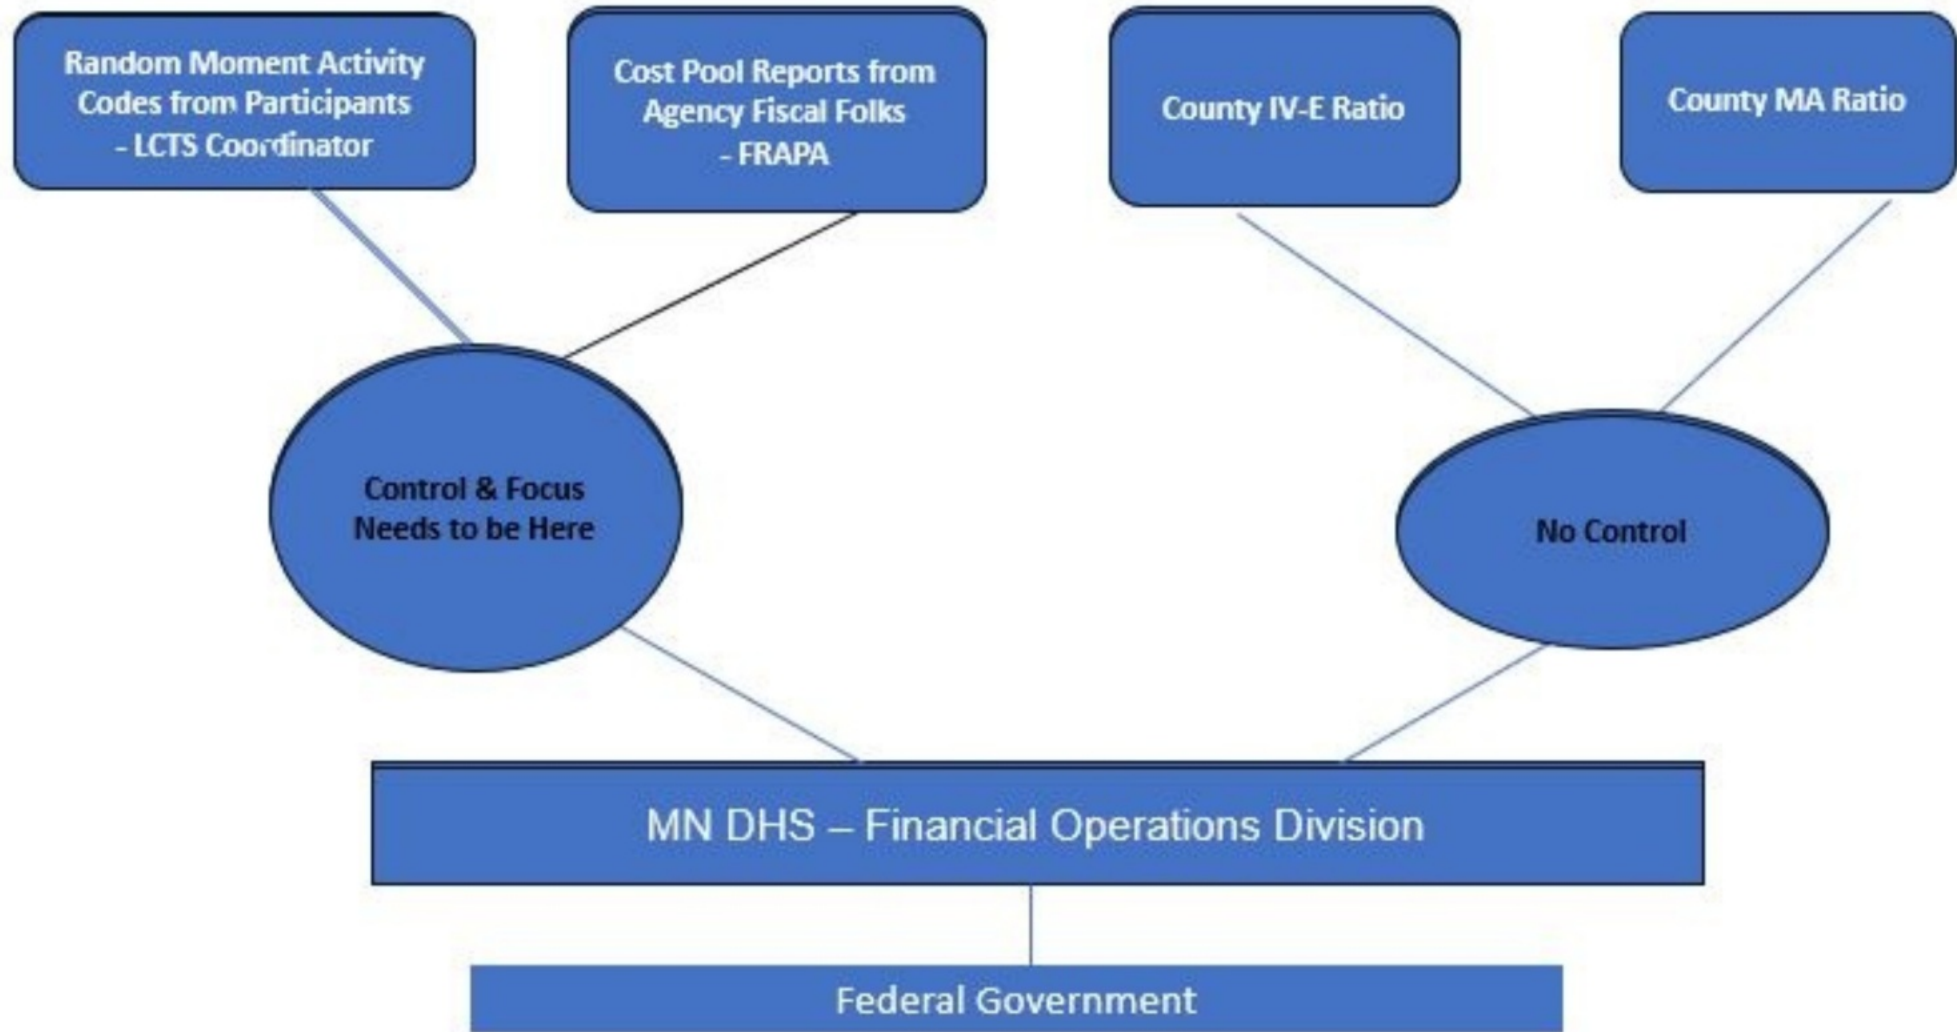 Random Moment Activity
Codes from Participants
- LCTS Coordinator
Cost Pool Reports from
Agency Fiscal Folks
- FRAPA
County IV-E Ratio
County MA Ratio
Control & Focus
Needs to be Here
No Control
MN DHS – Financial Operations Division
Federal Government